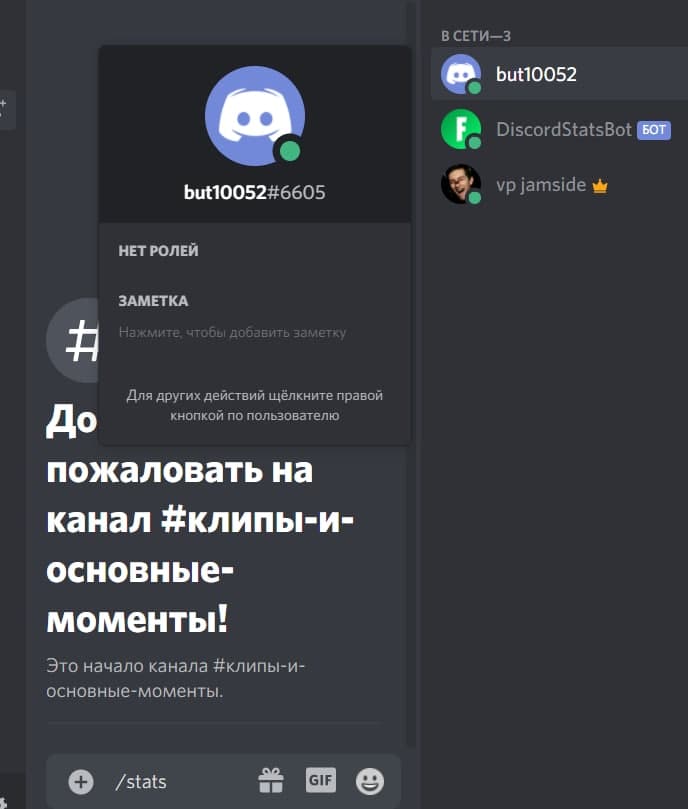 but10052#6605
НЕТ РОЛЕЙ
ЗАМЕТКА
Нажмите, чтобы добавить заметку
Для других действий щёлкните правой
кнопкой по пользователю
#
До
пожаловать на
канал #клипы-и-
основные-
моменты!
Это начало канала #клипы-и-
основные-моменты.
/stats
GIF
В СЕТИ—3
but10052
F
DiscordStatsBot БОТ
vp jamside